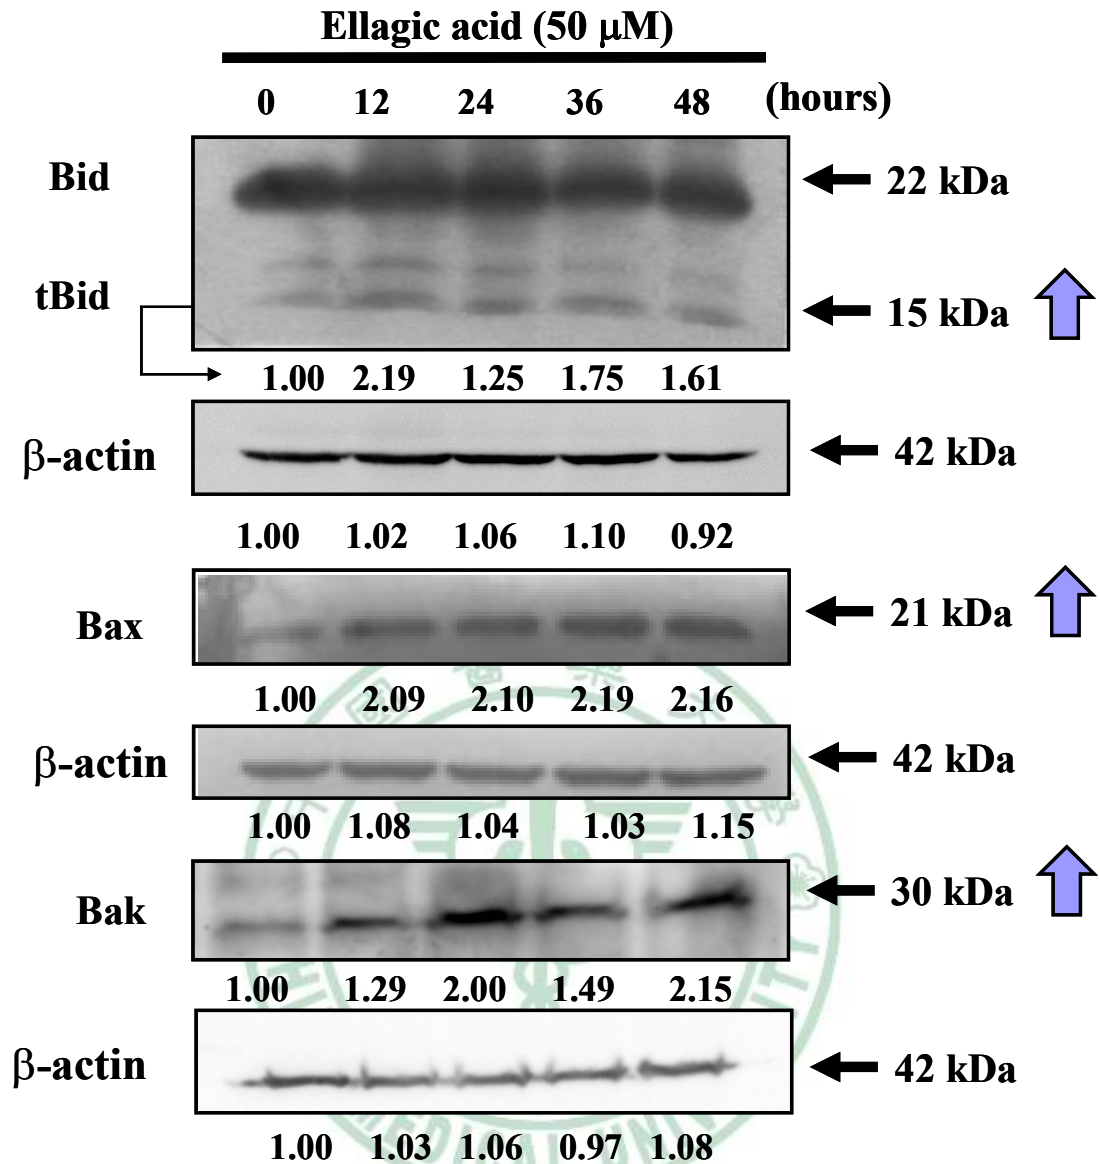 Ellagic acid (50 μM)
0 12 24 36 48 (hours)
Bid 22 kDa
tBid 15 kDa
1.00 2.19 1.25 1.75 1.61
β-actin 42 kDa
1.00 1.02 1.06 1.10 0.92
Bax 21 kDa
1.00 2.09 2.10 2.19 2.16
β-actin 42 kDa
1.00 1.08 1.04 1.03 1.15
Bak 30 kDa
1.00 1.29 2.00 1.49 2.15
β-actin 42 kDa
1.00 1.03 1.06 0.97 1.08
MEDICAL UNIVERSITY